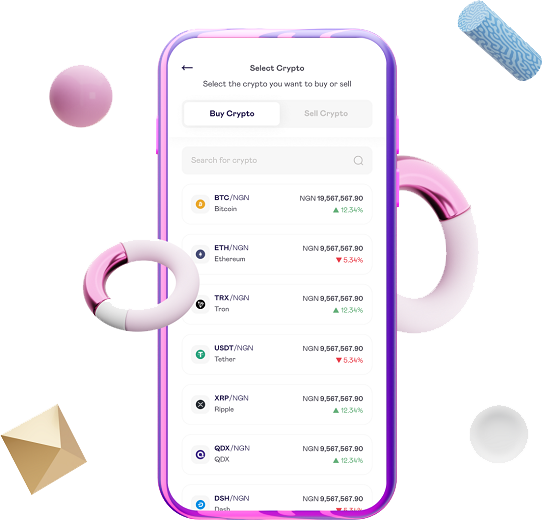 Select Crypto
Select the crypto you want to buy or sell
Buy Crypto Sell Crypto
Search for crypto
BTC/NGN NGN 19,567,567.90
Bitcoin ▲ 12.34%
ETH/NGN NGN 9,567,567.90
Ethereum ▼ 5.34%
TRX/NGN NGN 9,567,567.90
Tron ▲ 12.34%
USDT/NGN NGN 9,567,567.90
Tether ▼ 5.34%
XRP/NGN NGN 9,567,567.90
Ripple ▲ 12.34%
QDX/NGN NGN 9,567,567.90
QDX ▲ 12.34%
DSH/NGN NGN 9,567,567.90
Dash ▼ 5.34%